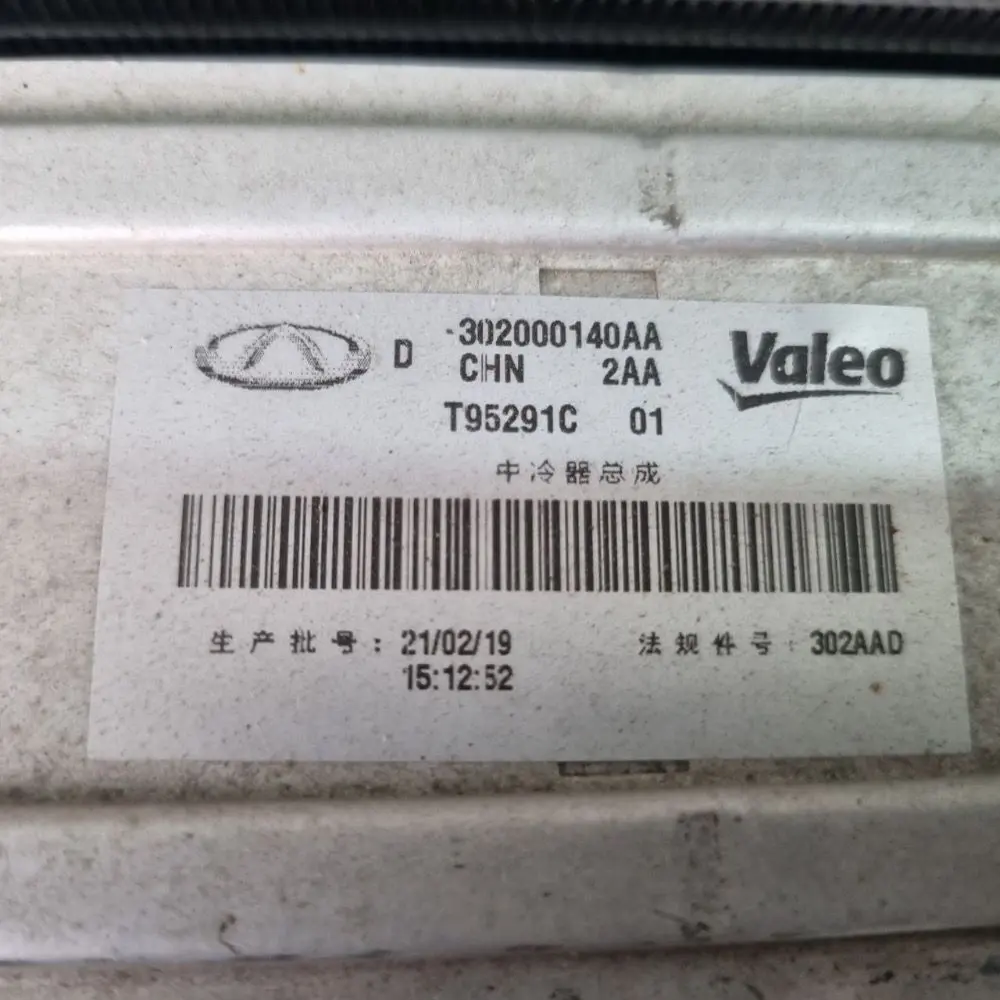 D
302000140AA
CHN 2AA
T95291C 01
Valeo
中冷器总成
生产批号: 21/02/19
15:12:52
法规件号: 302AAD